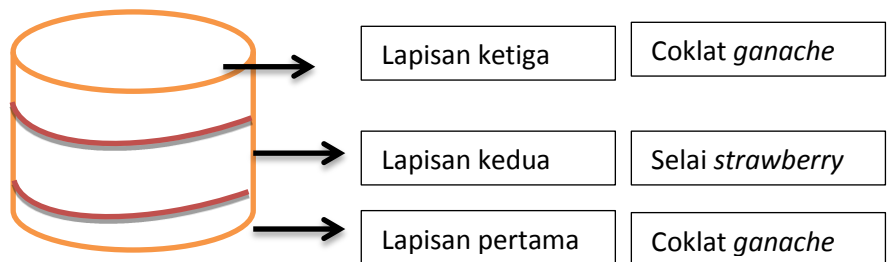 Lapisan ketiga
Coklat ganache
Lapisan kedua
Selai strawberry
Lapisan pertama
Coklat ganache